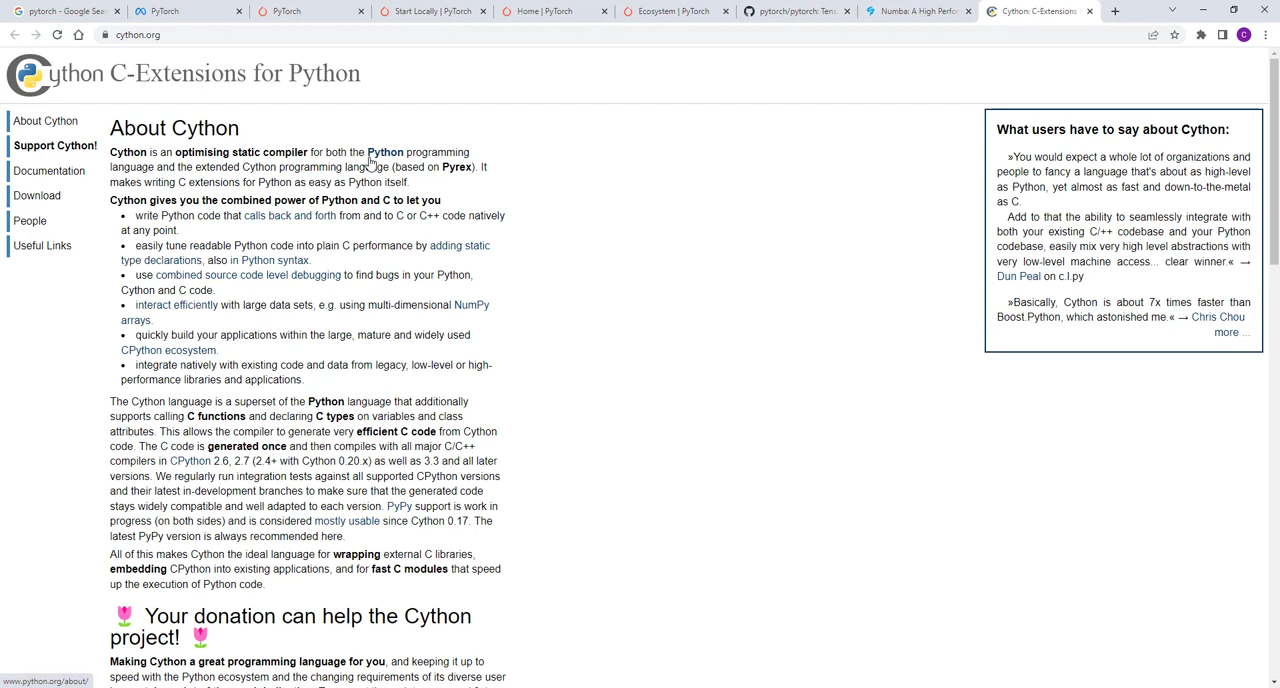 pytorch - Google Sear
PyTorch
PyTorch
Start Locally | PyTorch
Home | PyTorch
Ecosystem | PyTorch
pytorch/pytorch: Tens
Numba: A High Perfor
Cython: C-Extensions
cython.org
C
Cython C-Extensions for Python
About Cython
Support Cython!
Documentation
Download
People
Useful Links
About Cython
Cython is an optimising static compiler for both the Python programming
language and the extended Cython programming language (based on Pyrex). It
makes writing C extensions for Python as easy as Python itself.
Cython gives you the combined power of Python and C to let you
• write Python code that calls back and forth from and to C or C++ code natively
at any point.
• easily tune readable Python code into plain C performance by adding static
type declarations, also in Python syntax.
• use combined source code level debugging to find bugs in your Python,
Cython and C code.
• interact efficiently with large data sets, e.g. using multi-dimensional NumPy
arrays.
• quickly build your applications within the large, mature and widely used
CPython ecosystem.
• integrate natively with existing code and data from legacy, low-level or high-
performance libraries and applications.
The Cython language is a superset of the Python language that additionally
supports calling C functions and declaring C types on variables and class
attributes. This allows the compiler to generate very efficient C code from Cython
code. The C code is generated once and then compiles with all major C/C++
compilers in CPython 2.6, 2.7 (2.4+ with Cython 0.20.x) as well as 3.3 and all later
versions. We regularly run integration tests against all supported CPython versions
and their latest in-development branches to make sure that the generated code
stays widely compatible and well adapted to each version. PyPy support is work in
progress (on both sides) and is considered mostly usable since Cython 0.17. The
latest PyPy version is always recommended here.
All of this makes Cython the ideal language for wrapping external C libraries,
embedding CPython into existing applications, and for fast C modules that speed
up the execution of Python code.
Your donation can help the Cython
project!
Making Cython a great programming language for you, and keeping it up to
speed with the Python ecosystem and the changing requirements of its diverse user
What users have to say about Cython:
»You would expect a whole lot of organizations and
people to fancy a language that's about as high-level
as Python, yet almost as fast and down-to-the-metal
as C.
Add to that the ability to seamlessly integrate with
both your existing C/++ codebase and your Python
codebase, easily mix very high level abstractions with
very low-level machine access... clear winner.« →
Dun Peal on c.l.py
»Basically, Cython is about 7x times faster than
Boost.Python, which astonished me.« → Chris Chou
more ...
www.python.org/about/